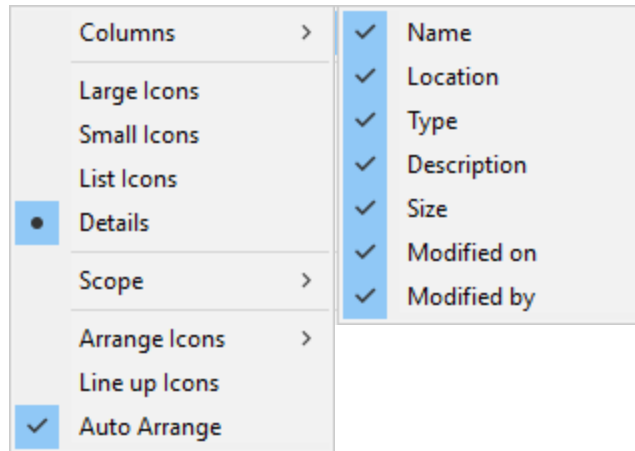 Columns
Large Icons
Small Icons
List Icons
Details
Scope
Arrange Icons
Line up Icons
Auto Arrange
Name
Location
Type
Description
Size
Modified on
Modified by